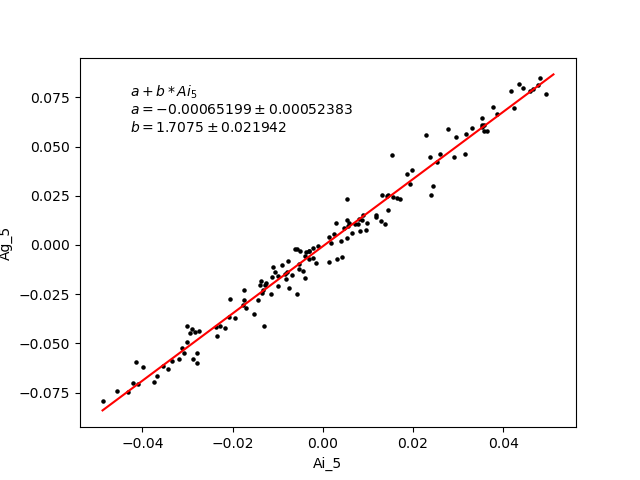 a + b * Ai₅
a = −0.00065199 ± 0.00052383
b = 1.7075 ± 0.021942
0.075
0.050
0.025
0.000
−0.025
−0.050
−0.075
Ag_5
−0.04 −0.02 0.00 0.02 0.04
Ai_5